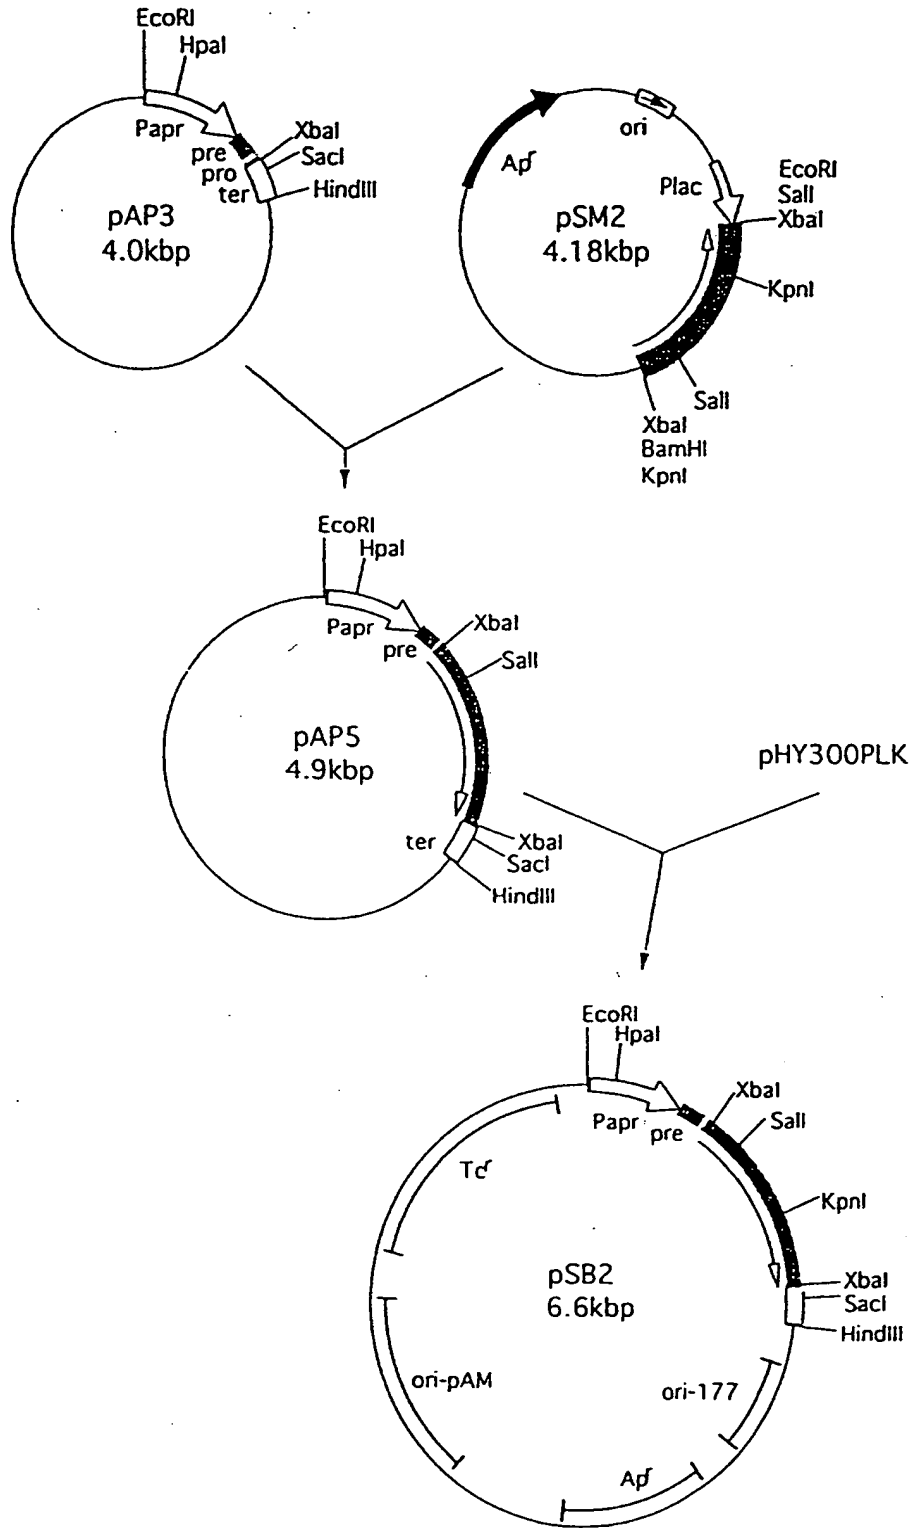 EcoRI
HpaI
Papr
pre
pro
ter
XbaI
SacI
HindIII
pAP3
4.0kbp
Apʳ
ori
Plac
EcoRI
SalI
XbaI
KpnI
pSM2
4.18kbp
SalI
XbaI
BamHI
KpnI
EcoRI
HpaI
Papr
pre
XbaI
SalI
pAP5
4.9kbp
ter
XbaI
SacI
HindIII
pHY300PLK
EcoRI
HpaI
Papr
pre
XbaI
SalI
Tcʳ
KpnI
pSB2
6.6kbp
XbaI
SacI
HindIII
ori-pAM
ori-177
Apʳ